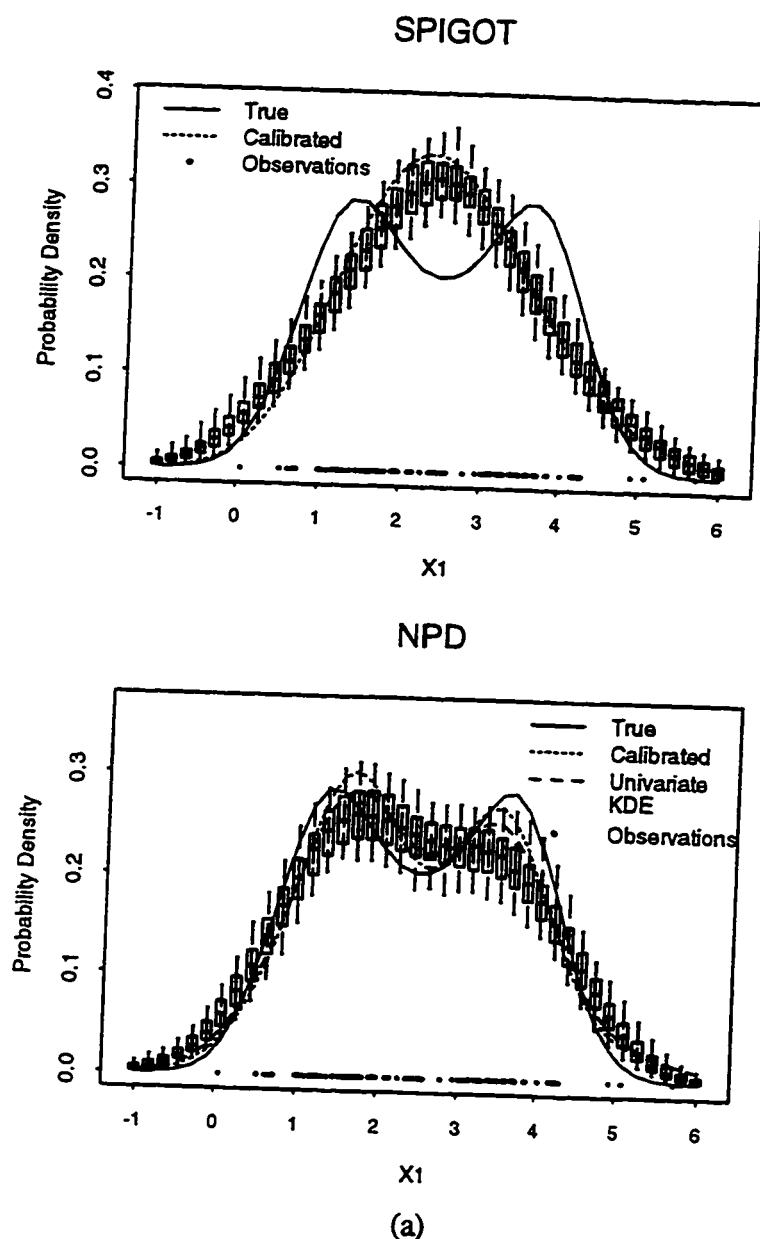 SPIGOT
0.4
0.3
0.2
0.1
0.0
Probability Density
True
Calibrated
Observations
-1 0 1 2 3 4 5 6
X1
NPD
0.3
0.2
0.1
0.0
Probability Density
True
Calibrated
Univariate
KDE
Observations
-1 0 1 2 3 4 5 6
X1
(a)